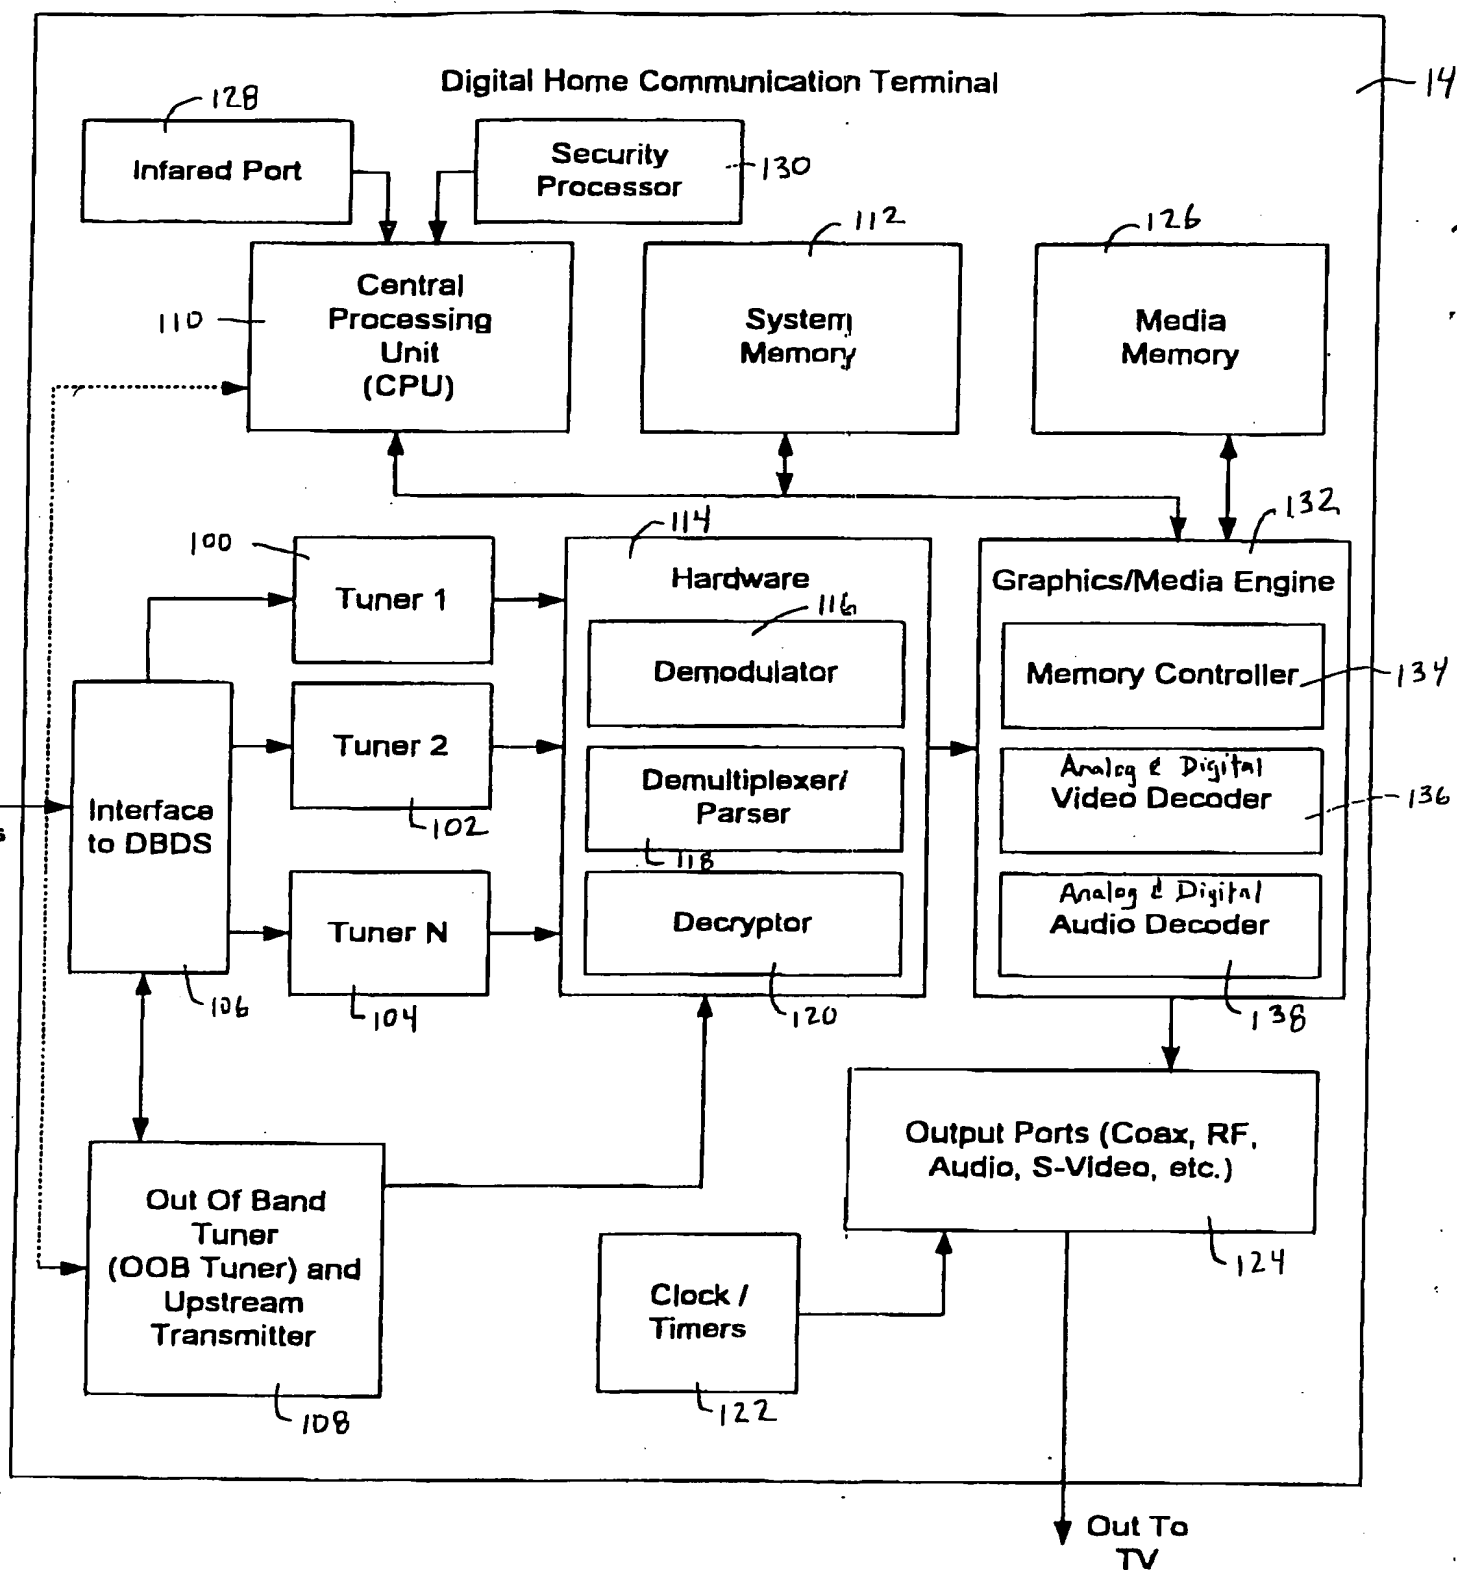 Digital Home Communication Terminal
14
128
Infared Port
Security
Processor
130
110
Central
Processing
Unit
(CPU)
112
System
Memory
126
Media
Memory
100
Tuner 1
114
Hardware
116
Demodulator
132
Graphics/Media Engine
Memory Controller
134
Tuner 2
102
Demultiplexer/
Parser
118
Analog & Digital
Video Decoder
136
s
Interface
to DBDS
106
Tuner N
104
Decryptor
120
Analog & Digital
Audio Decoder
138
Output Ports (Coax, RF,
Audio, S-Video, etc.)
124
Out Of Band
Tuner
(OOB Tuner) and
Upstream
Transmitter
108
Clock /
Timers
122
Out To
TV